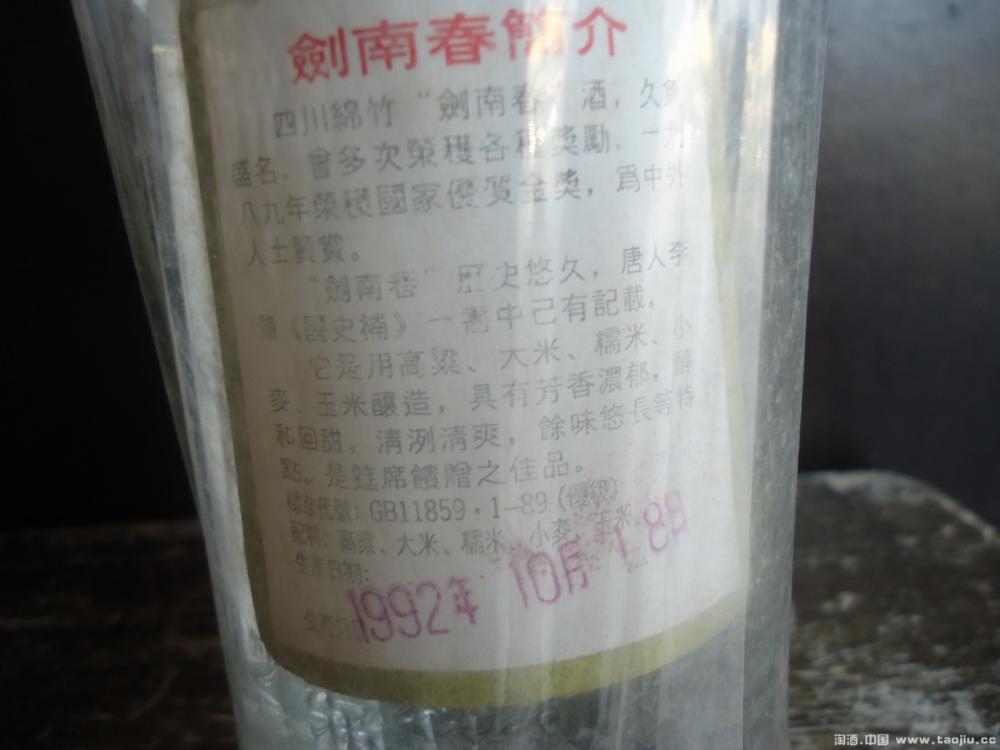 劍南春簡介
四川綿竹“劍南春”酒，久負
盛名，曾多次榮穫各種獎勵，一九
八九年榮穫國家優質金獎，爲中外
人士贊賞。
“劍南春”歷史悠久，唐人李
肇《國史補》一書中己有記載。
它是用高粱、大米、糯米、小
麥、玉米釀造，具有芳香濃郁，醇
和回甜，清洌清爽，餘味悠長等特
點。是筵席饋贈之佳品。
標準代號：GB11859·1-89（優級）
配料：高粱、大米、糯米、小麥、玉米
生産日期：
1992年 10月 1 88
淘酒.中国 www.taojiu.cc